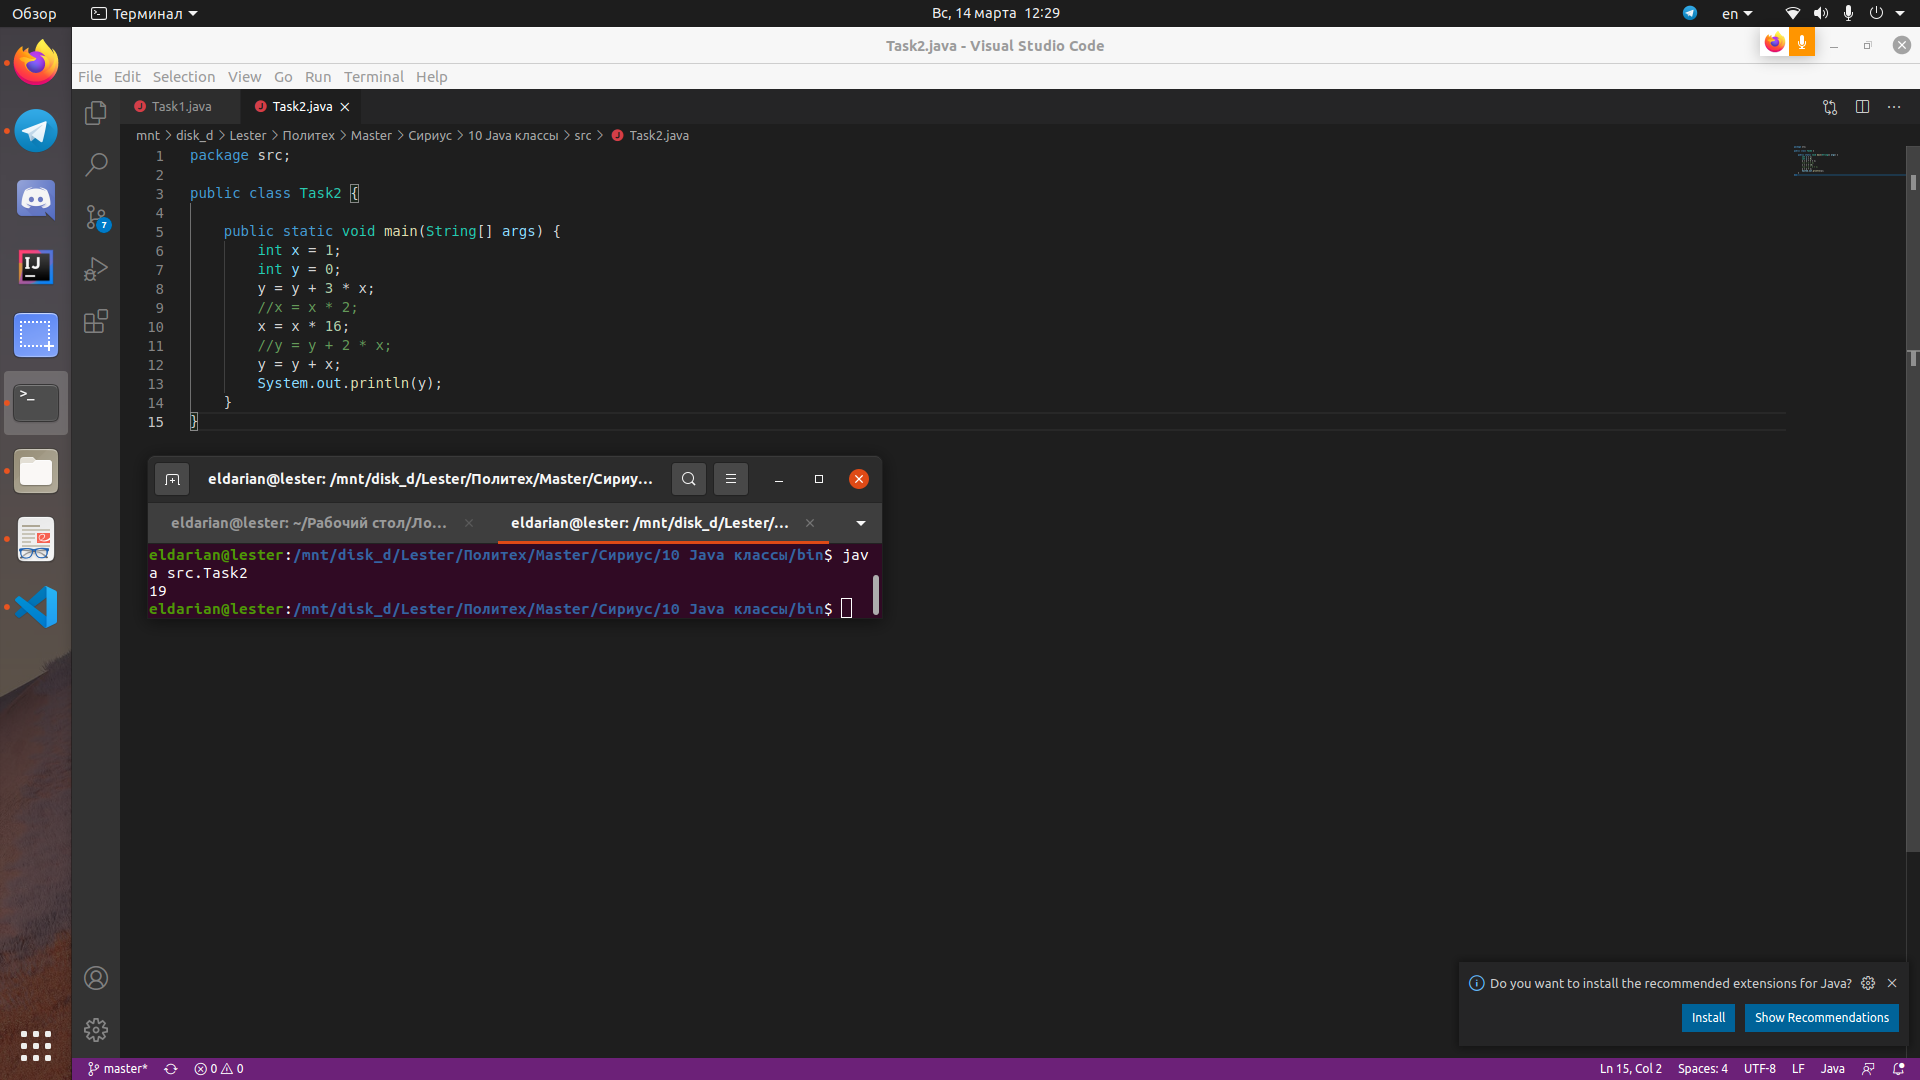 Обзор
Терминал
Вс, 14 марта 12:29
en
Task2.java - Visual Studio Code
File Edit Selection View Go Run Terminal Help
Task1.java
Task2.java
mnt > disk_d > Lester > Политех > Master > Сириус > 10 Java классы > src > Task2.java
1 package src;
2
3 public class Task2 {
4
5     public static void main(String[] args) {
6         int x = 1;
7         int y = 0;
8         y = y + 3 * x;
9         //x = x * 2;
10         x = x * 16;
11         //y = y + 2 * x;
12         y = y + x;
13         System.out.println(y);
14     }
15 }
7
eldarian@lester: /mnt/disk_d/Lester/Политех/Master/Сириу...
eldarian@lester: ~/Рабочий стол/Ло...
eldarian@lester: /mnt/disk_d/Lester/...
eldarian@lester:/mnt/disk_d/Lester/Политех/Master/Сириус/10 Java классы/bin$ jav
a src.Task2
19
eldarian@lester:/mnt/disk_d/Lester/Политех/Master/Сириус/10 Java классы/bin$
Do you want to install the recommended extensions for Java?
Install
Show Recommendations
master*
0 0
Ln 15, Col 2
Spaces: 4
UTF-8
LF
Java